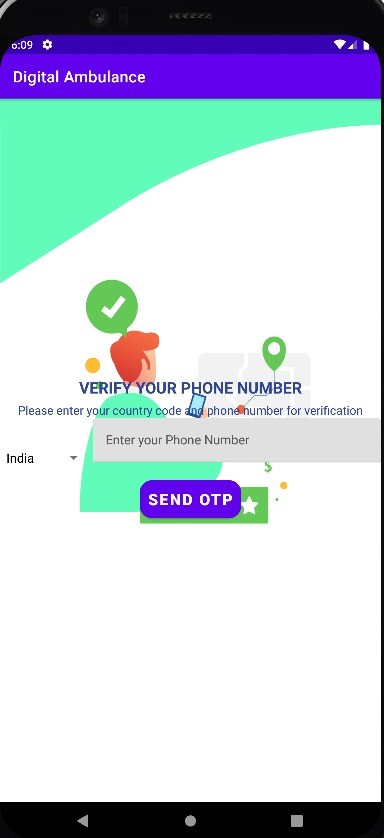 6:09
Digital Ambulance
VERIFY YOUR PHONE NUMBER
Please enter your country code and phone number for verification
Enter your Phone Number
India
$
SEND OTP